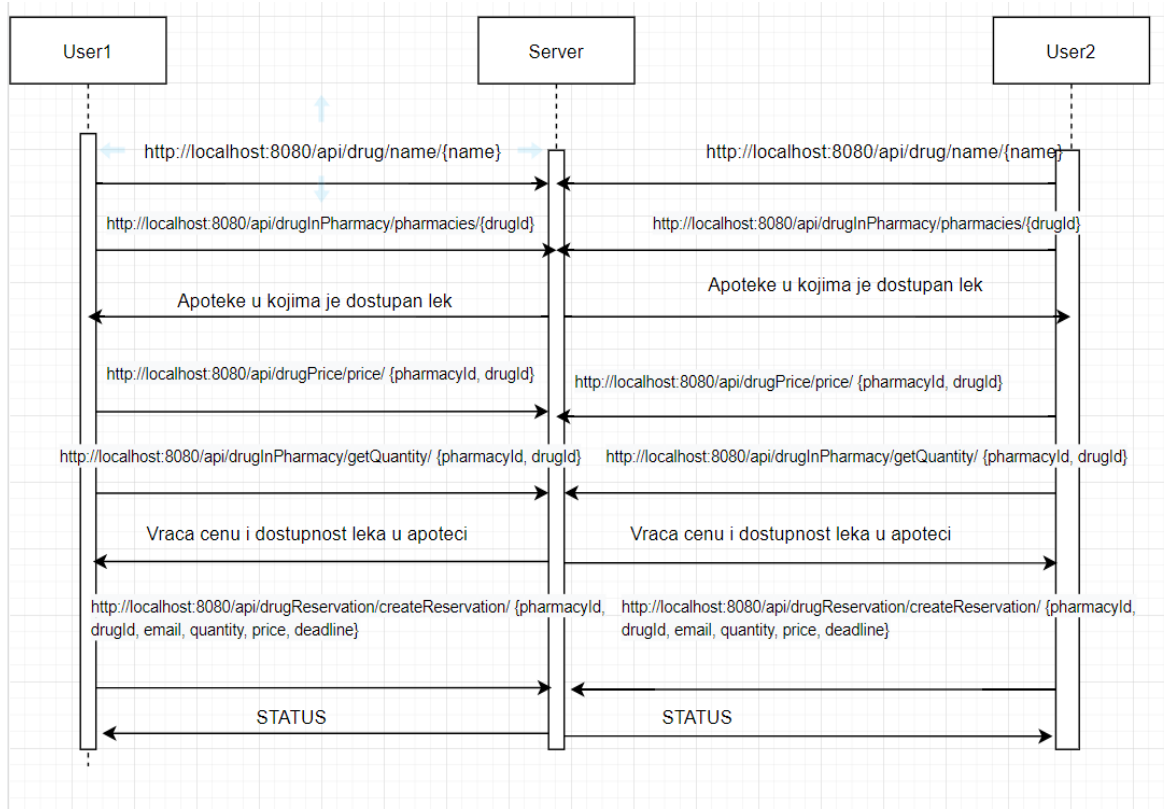 User1
Server
User2
http://localhost:8080/api/drug/name/{name}
http://localhost:8080/api/drug/name/{name}
http://localhost:8080/api/drugInPharmacy/pharmacies/{drugId}
http://localhost:8080/api/drugInPharmacy/pharmacies/{drugId}
Apoteke u kojima je dostupan lek
Apoteke u kojima je dostupan lek
http://localhost:8080/api/drugPrice/price/ {pharmacyId, drugId}
http://localhost:8080/api/drugPrice/price/ {pharmacyId, drugId}
http://localhost:8080/api/drugInPharmacy/getQuantity/ {pharmacyId, drugId}
http://localhost:8080/api/drugInPharmacy/getQuantity/ {pharmacyId, drugId}
Vraca cenu i dostupnost leka u apoteci
Vraca cenu i dostupnost leka u apoteci
http://localhost:8080/api/drugReservation/createReservation/ {pharmacyId,
drugId, email, quantity, price, deadline}
http://localhost:8080/api/drugReservation/createReservation/ {pharmacyId,
drugId, email, quantity, price, deadline}
STATUS
STATUS